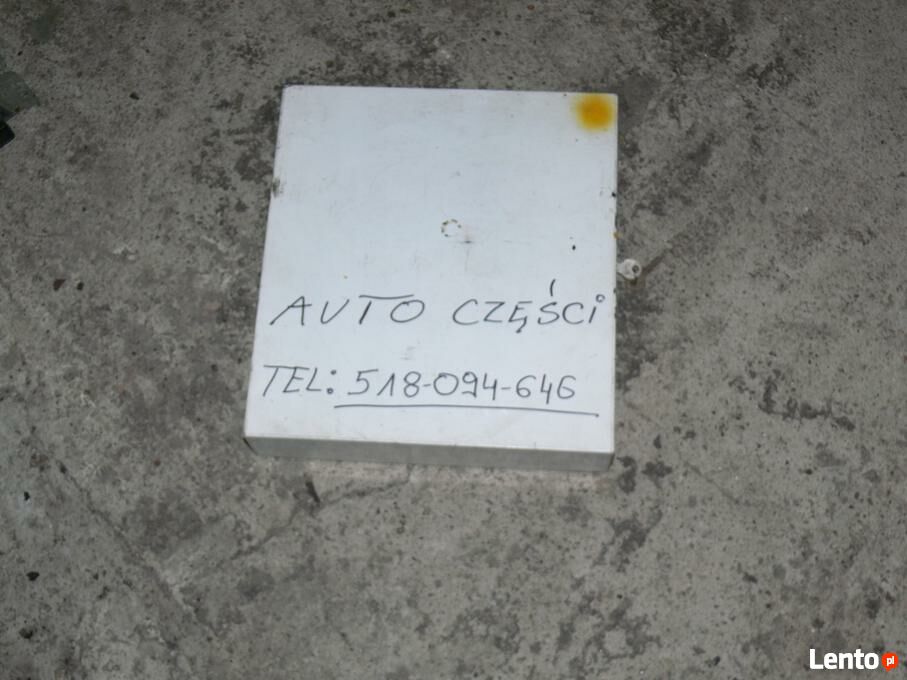 AUTO CZĘŚCi
TEL: 518-094-646
Lento pl